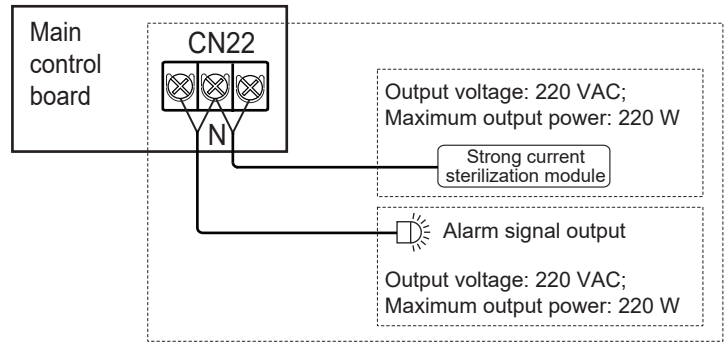 Main
control
board
CN22
N
Output voltage: 220 VAC;
Maximum output power: 220 W
Strong current
sterilization module
Alarm signal output
Output voltage: 220 VAC;
Maximum output power: 220 W